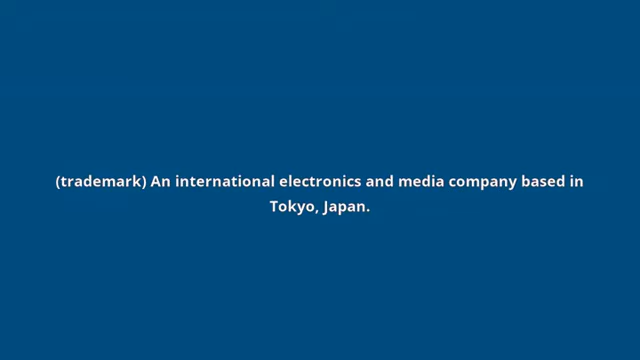 (trademark) An international electronics and media company based in
Tokyo, Japan.